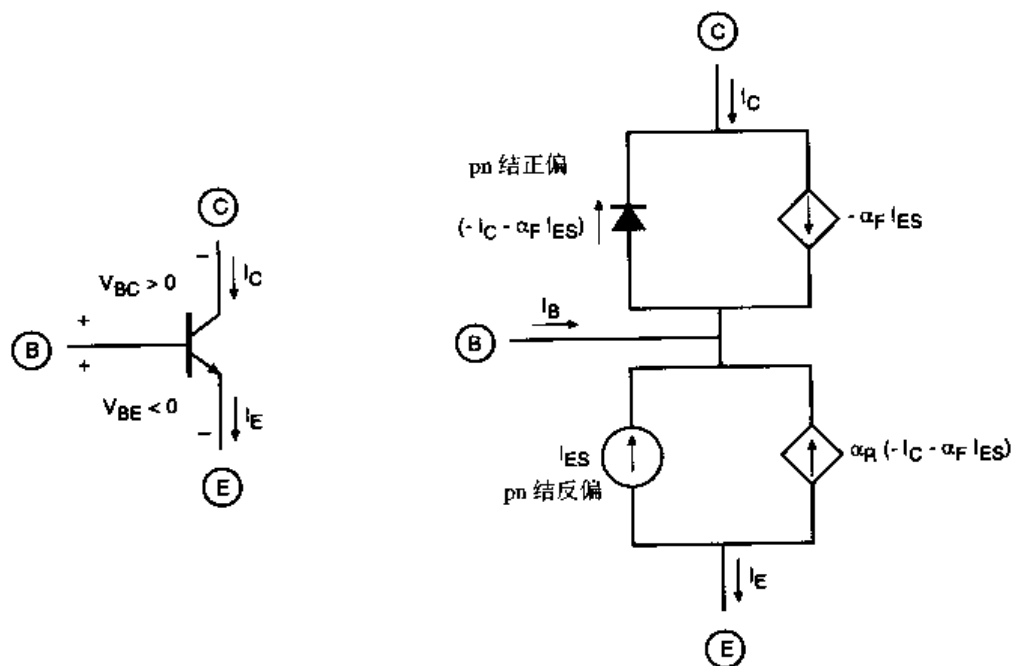 C
I_C
V_BC > 0
B
V_BE < 0
I_E
E
C
I_C
pn 结正偏
(- I_C - α_F I_ES)
- α_F I_ES
I_B
B
I_ES
pn 结反偏
α_R (- I_C - α_F I_ES)
I_E
E